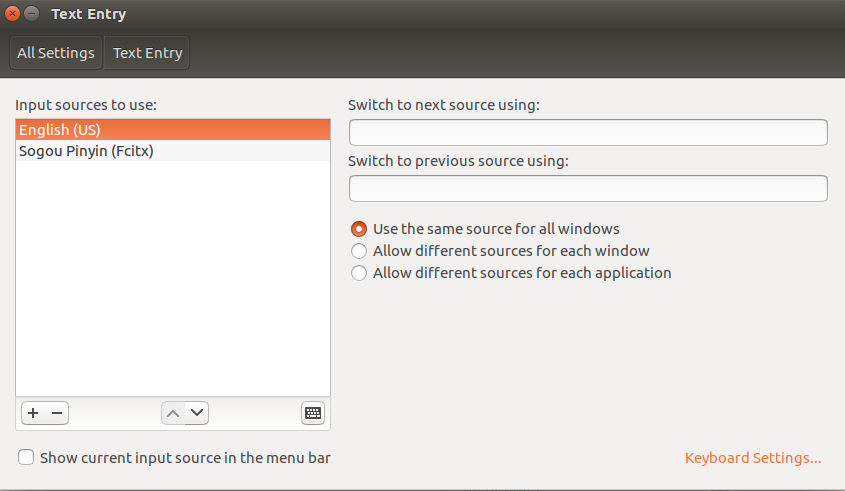 Text Entry
All Settings
Text Entry
Input sources to use:
English (US)
Sogou Pinyin (Fcitx)
Switch to next source using:
Switch to previous source using:
Use the same source for all windows
Allow different sources for each window
Allow different sources for each application
Show current input source in the menu bar
Keyboard Settings...